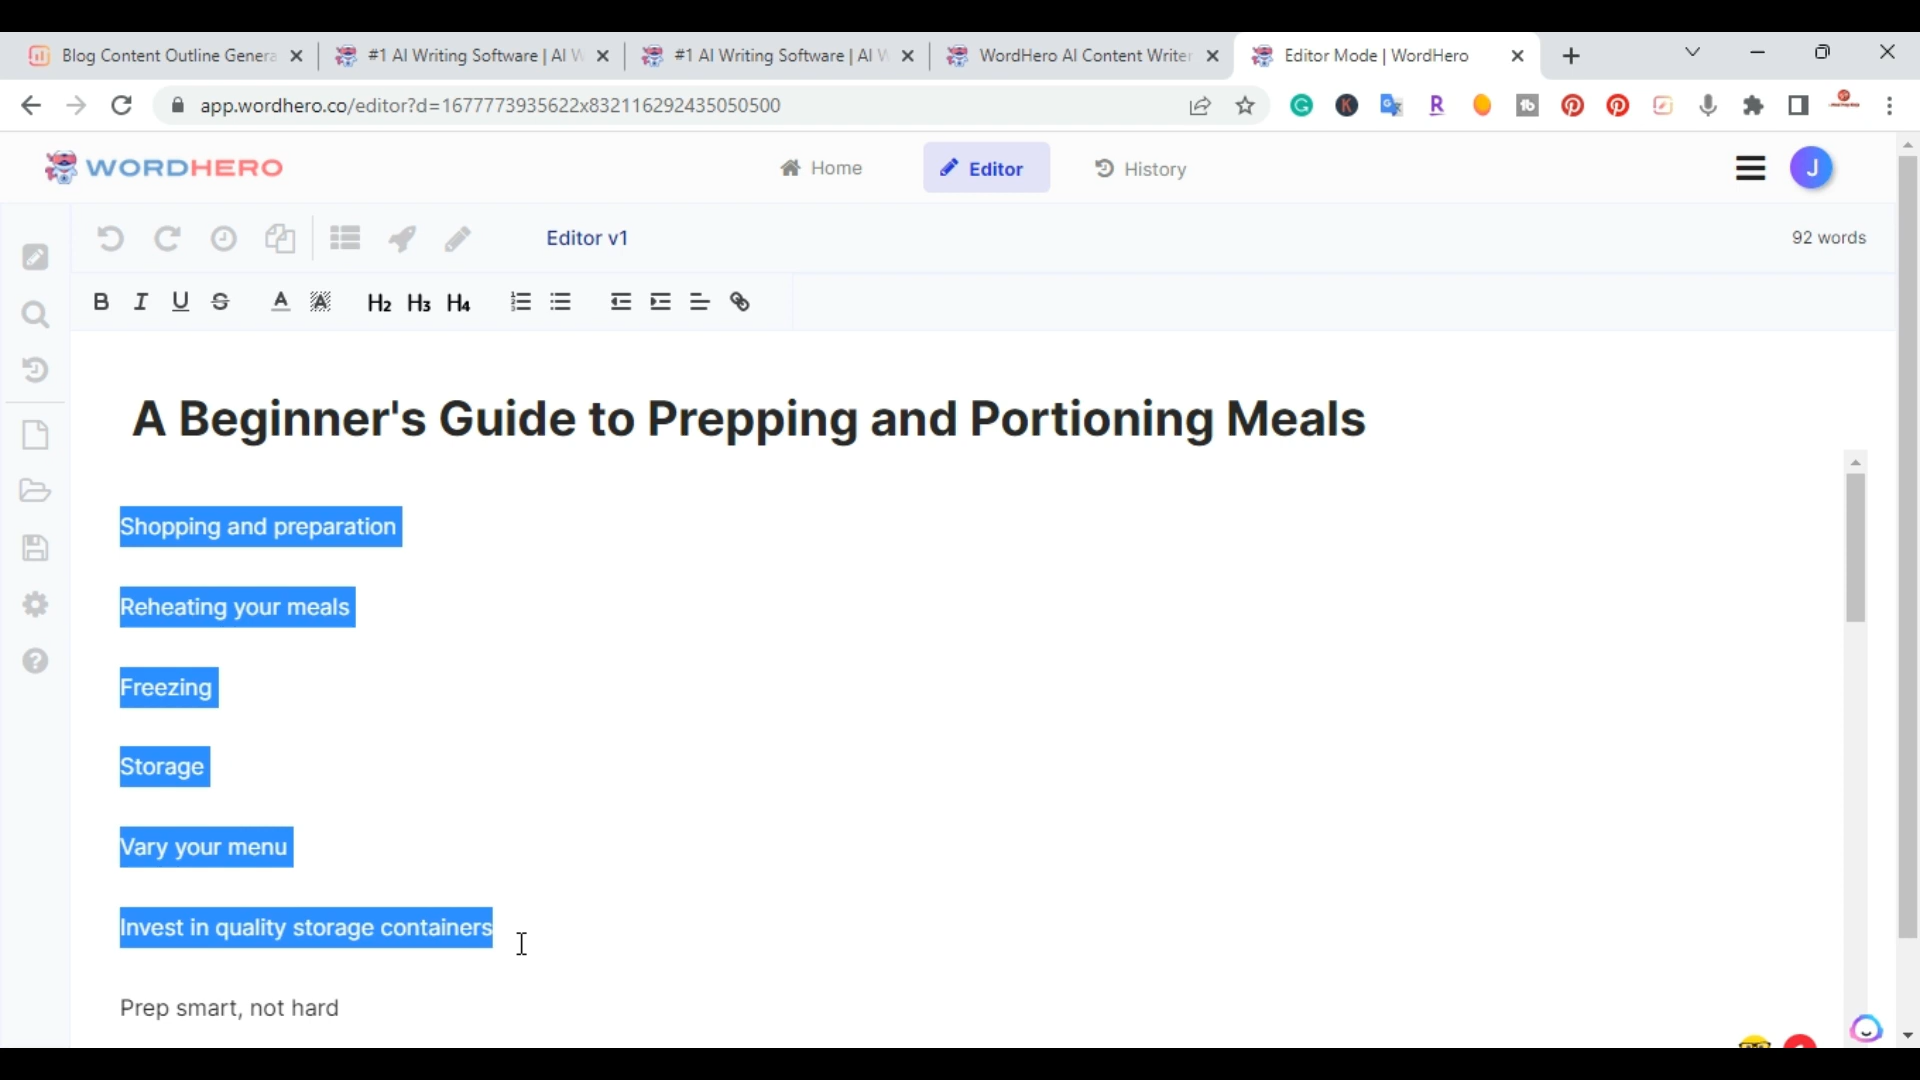 Blog Content Outline Genera
#1 AI Writing Software | AI W
#1 AI Writing Software | AI W
WordHero AI Content Writer
Editor Mode | WordHero
app.wordhero.co/editor?d=1677773935622x832116292435050500
WORDHERO
Home
Editor
History
J
Editor v1
92 words
B I U S A A H2 H3 H4
A Beginner's Guide to Prepping and Portioning Meals
Shopping and preparation
Reheating your meals
Freezing
Storage
Vary your menu
Invest in quality storage containers
Prep smart, not hard